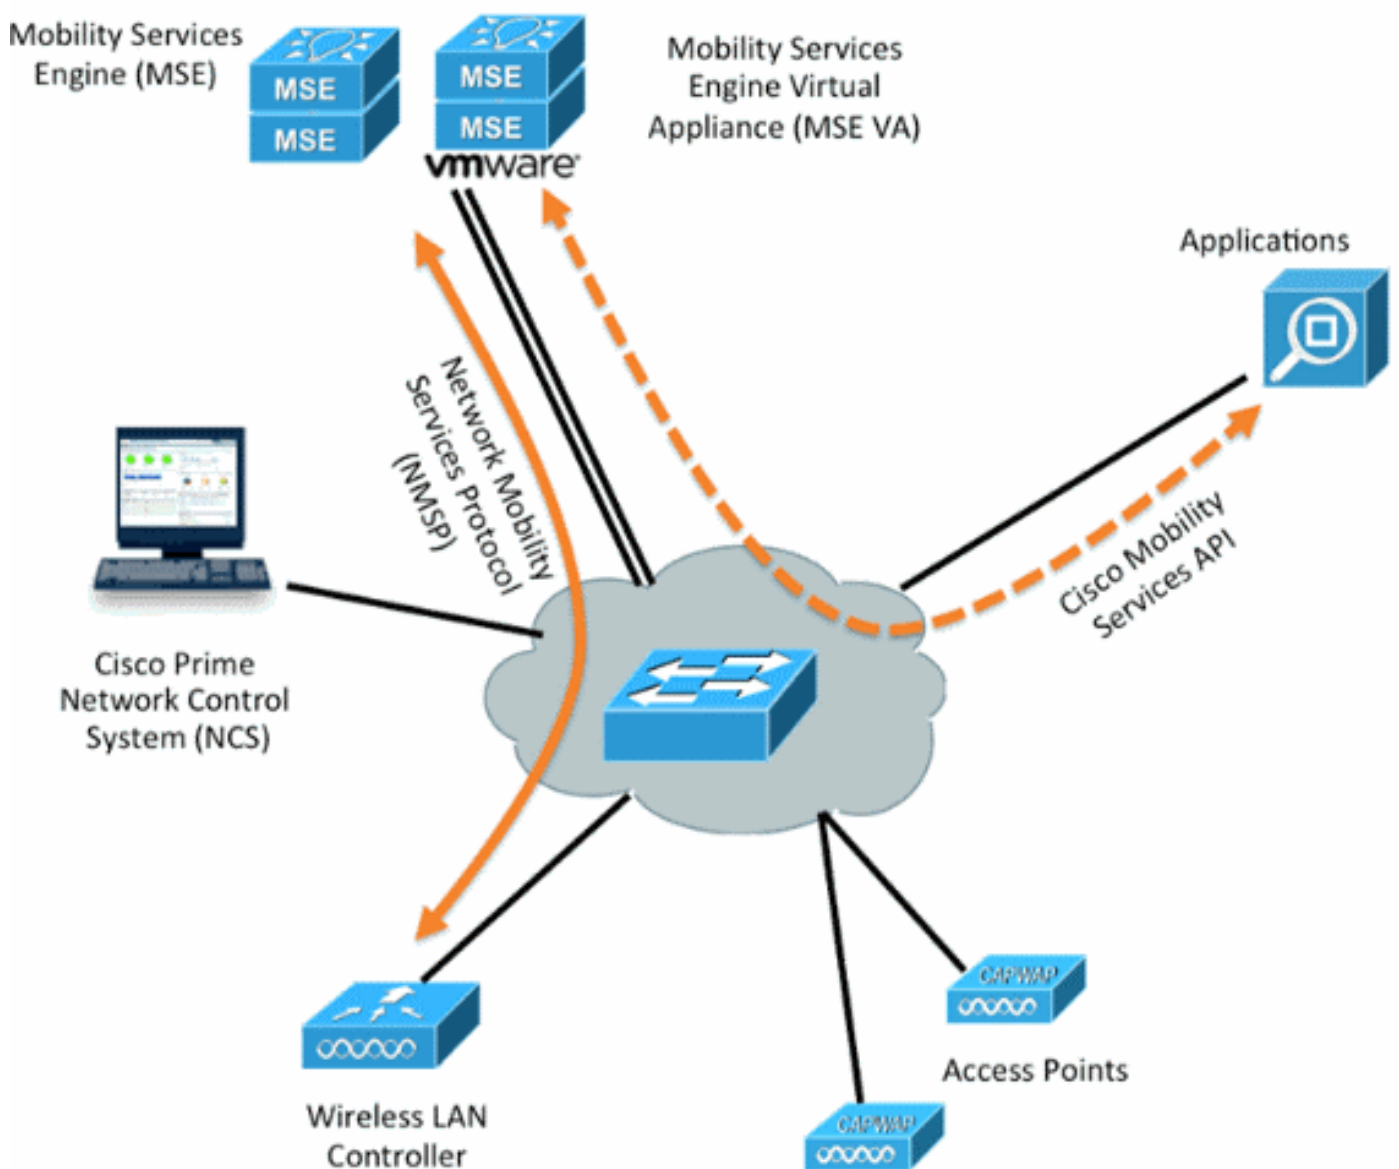 Mobility Services
Engine (MSE)
MSE
MSE
MSE
MSE
vmware
Mobility Services
Engine Virtual
Appliance (MSE VA)
Applications
Network Mobility
Services Protocol
(NMSP)
Cisco Mobility
Services API
Cisco Prime
Network Control
System (NCS)
CAPWAP
Access Points
CAPWAP
Wireless LAN
Controller